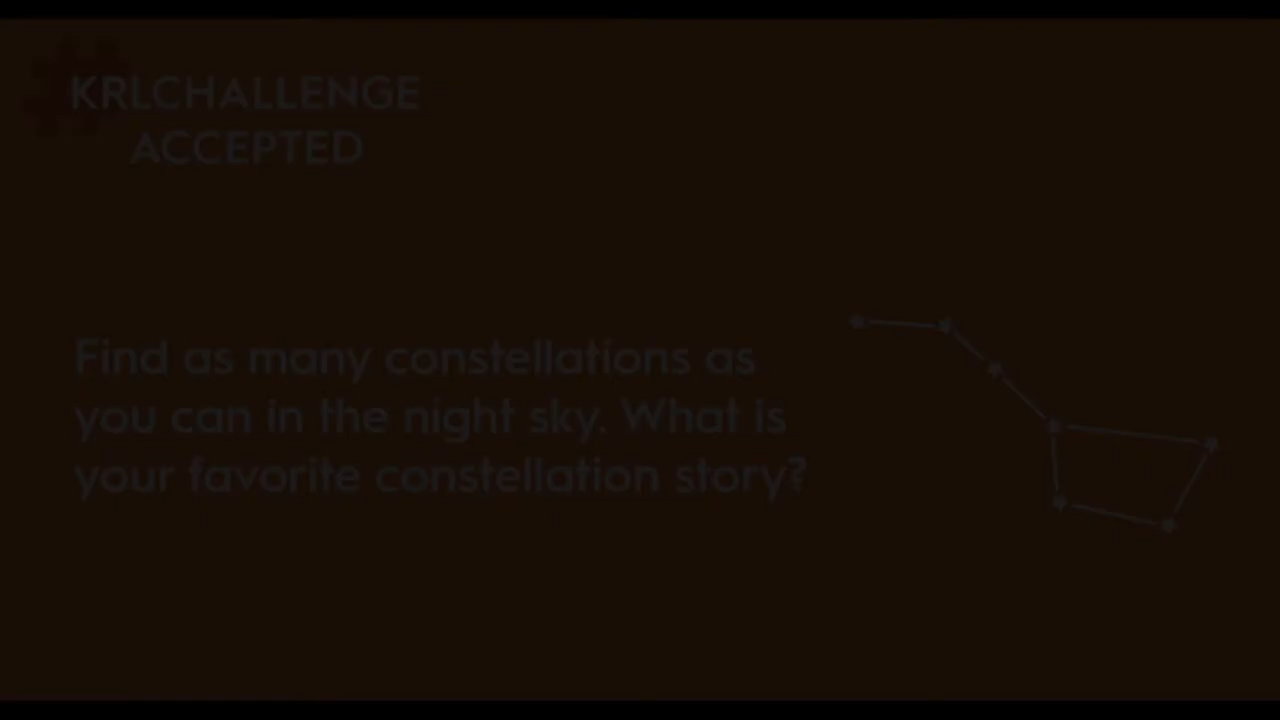 #KRLCHALLENGE
ACCEPTED
Find as many constellations as
you can in the night sky. What is
your favorite constellation story?